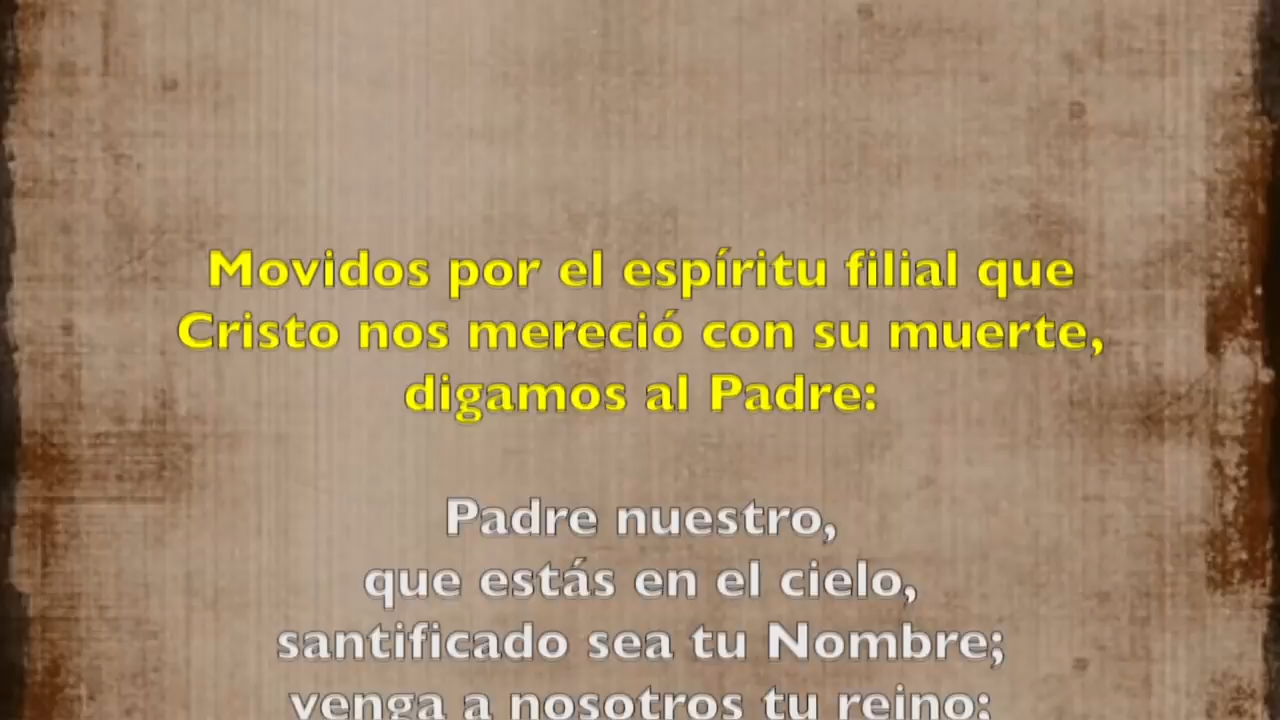 Movidos por el espíritu filial que
Cristo nos mereció con su muerte,
digamos al Padre:
Padre nuestro,
que estás en el cielo,
santificado sea tu Nombre;
venga a nosotros tu reino;